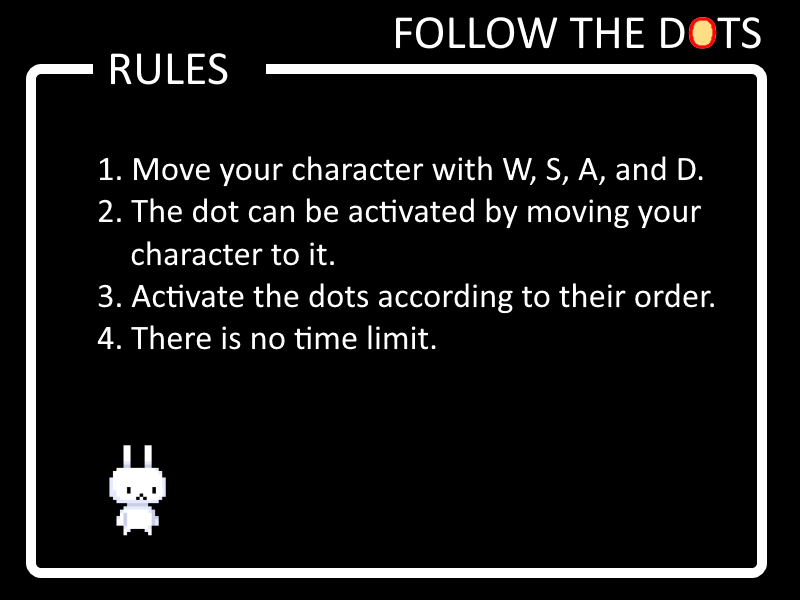 FOLLOW THE DOTS
RULES
1. Move your character with W, S, A, and D.
2. The dot can be activated by moving your
character to it.
3. Activate the dots according to their order.
4. There is no time limit.